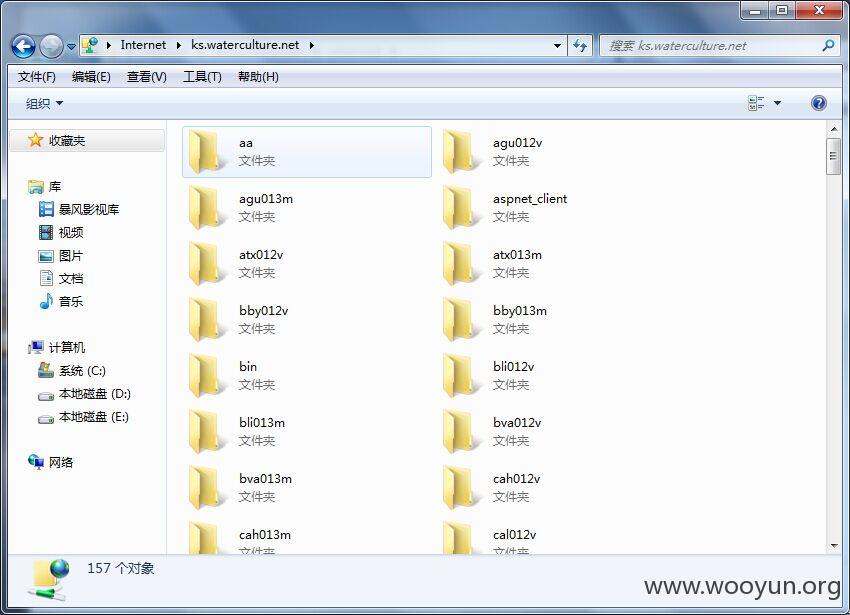 Internet ks.waterculture.net
搜索 ks.waterculture.net
文件(F) 编辑(E) 查看(V) 工具(T) 帮助(H)
组织
收藏夹
库
暴风影视库
视频
图片
文档
音乐
计算机
系统 (C:)
本地磁盘 (D:)
本地磁盘 (E:)
网络
aa
文件夹
agu012v
文件夹
agu013m
文件夹
aspnet_client
文件夹
atx012v
文件夹
atx013m
文件夹
bby012v
文件夹
bby013m
文件夹
bin
文件夹
bli012v
文件夹
bli013m
文件夹
bva012v
文件夹
bva013m
文件夹
cah012v
文件夹
cah013m
文件夹
cal012v
文件夹
157 个对象
www.wooyun.org